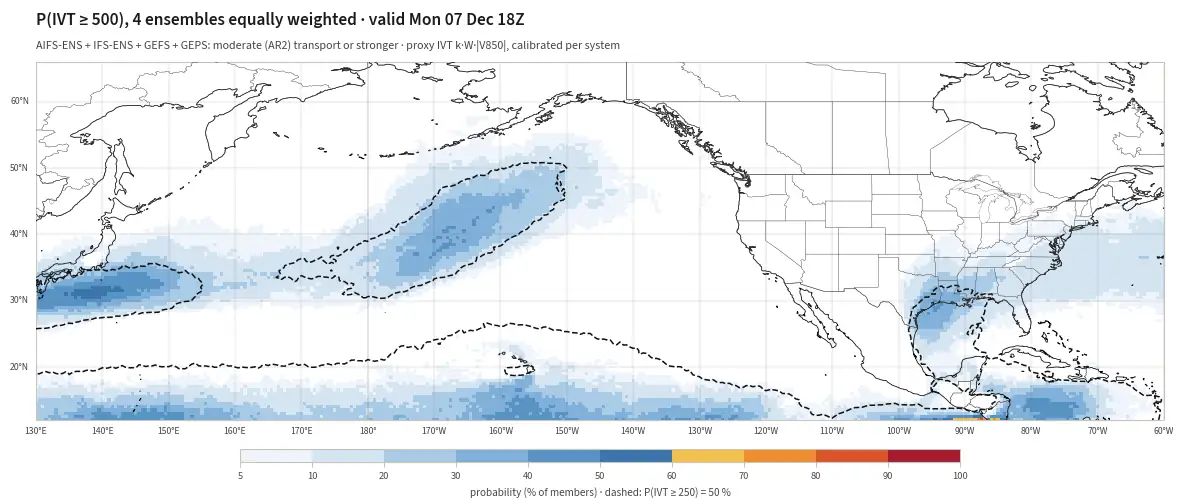 P(IVT ≥ 500), 4 ensembles equally weighted · valid Mon 07 Dec 18Z
AIFS-ENS + IFS-ENS + GEFS + GEPS: moderate (AR2) transport or stronger · proxy IVT k·W·|V850|, calibrated per system
60°N
50°N
40°N
30°N
20°N
130°E 140°E 150°E 160°E 170°E 180° 170°W 160°W 150°W 140°W 130°W 120°W 110°W 100°W 90°W 80°W 70°W 60°W
5 10 20 30 40 50 60 70 80 90 100
probability (% of members) · dashed: P(IVT ≥ 250) = 50 %